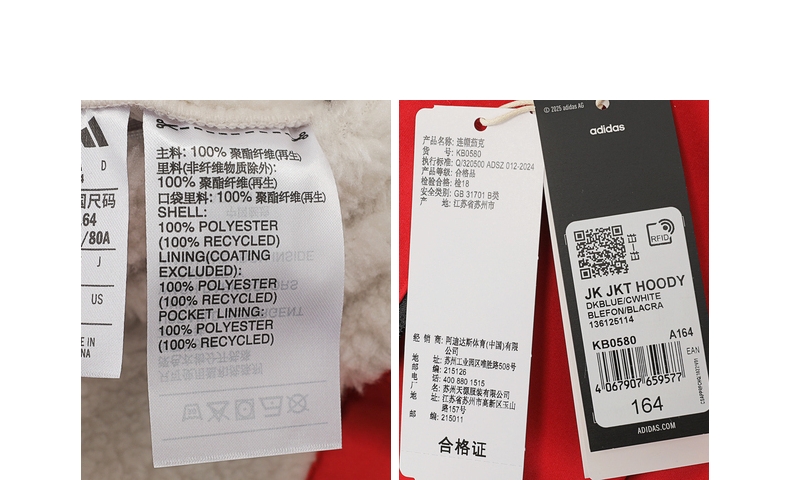 D
4
国尺码
.64
/80A
J
US
E IN
NA
主料: 100% 聚酯纤维(再生)
里料(非纤维物质除外):
100% 聚酯纤维(再生)
口袋里料: 100% 聚酯纤维(再生)
SHELL:
100% POLYESTER
(100% RECYCLED)
LINING(COATING
EXCLUDED):
100% POLYESTER
(100% RECYCLED)
POCKET LINING:
100% POLYESTER
(100% RECYCLED)
产品名称: 连帽茄克
货 号: KB0580
执行标准: Q/320500 ADSZ 012-2024
产品等级: 合格品
检验合格: 检18
安全类别: GB 31701 B类
产 地: 江苏省苏州市
经 销 商: 阿迪达斯体育(中国)有限
公司
地 址: 苏州工业园区唯胜路508号
邮 编: 215126
电 话: 400 880 1515
厂 名: 苏州天骥服装有限公司
地 址: 江苏省苏州市高新区玉山
路157号
邮 编: 215011
合格证
© 2025 adidas AG
adidas
RFID
JK JKT HOODY
DKBLUE/CWHITE
BLEFON/BLACRA
136125114
KB0580 A164
EAN
4 067907 659577
164
ADIDAS.COM